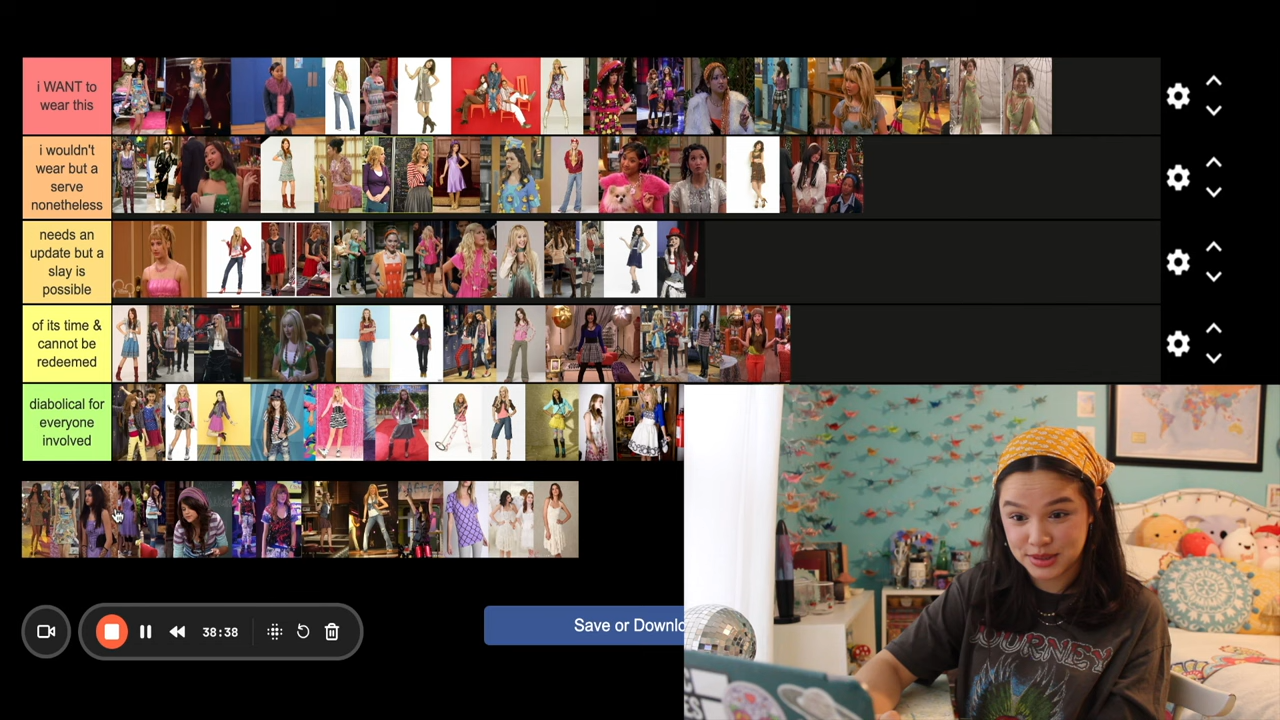 i WANT to
wear this
i wouldn't
wear but a
serve
nonetheless
needs an
update but a
slay is
possible
of its time &
cannot be
redeemed
diabolical for
everyone
involved
38:38
Save or Downlo
JOURNEY